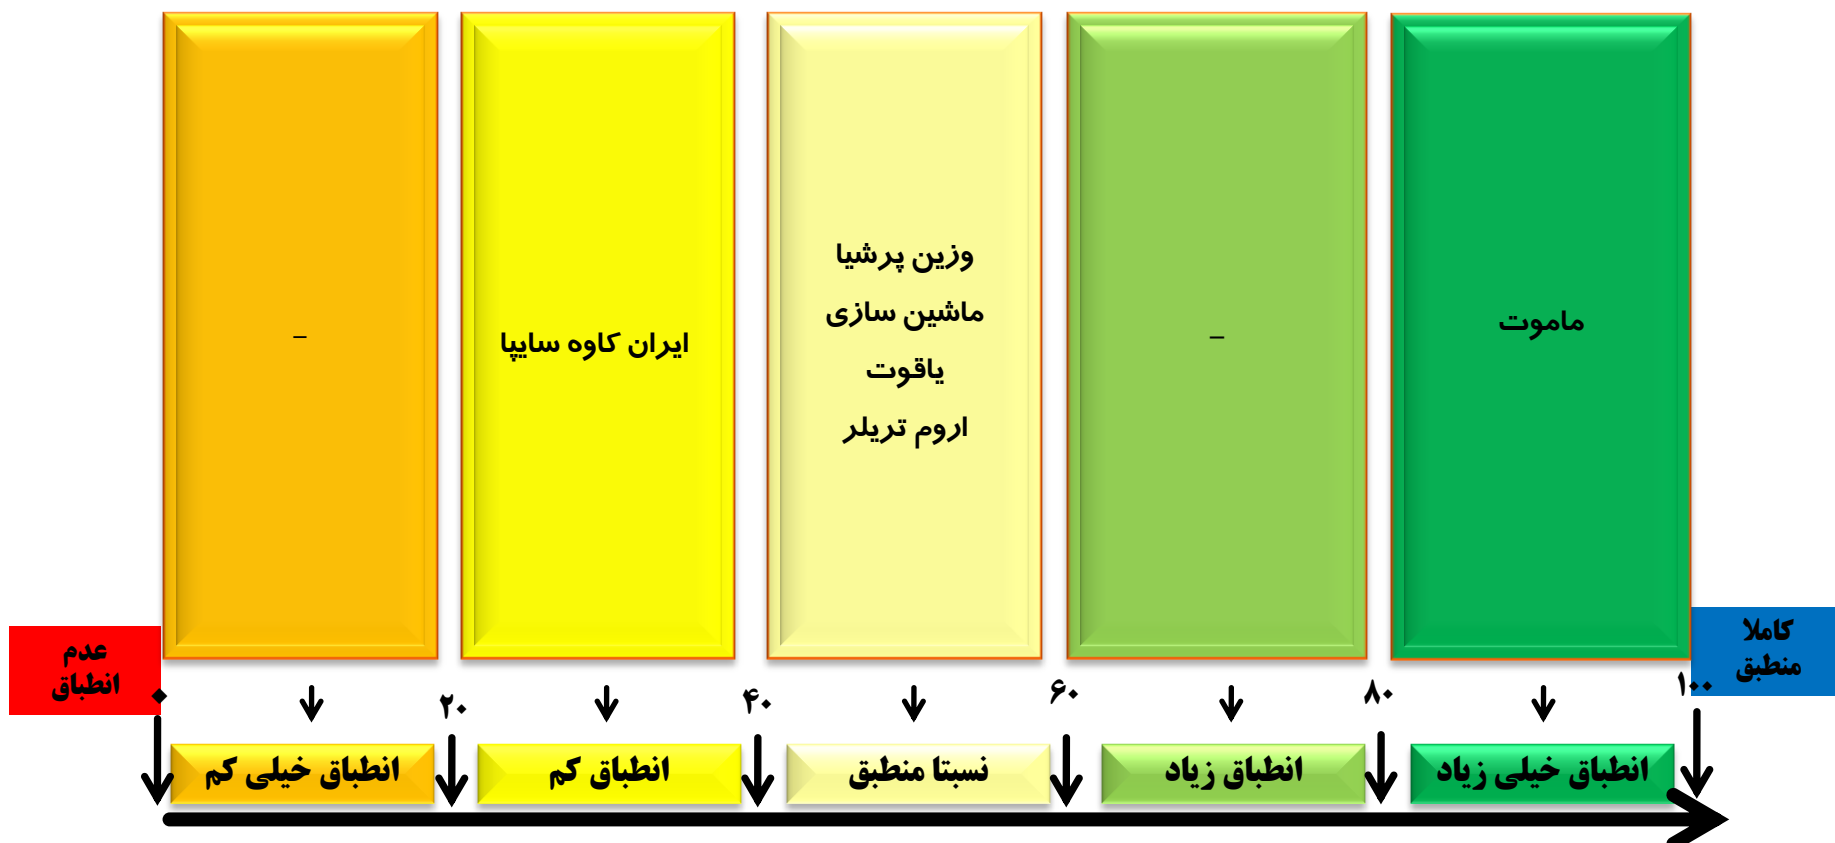 ماموت
–
وزین پرشیا
ماشین سازی
یاقوت
اروم تریلر
ایران کاوه سایپا
–
کاملا
منطبق
عدم
انطباق
۱۰۰
۸۰
۶۰
۴۰
۲۰
۰
انطباق خیلی زیاد
انطباق زیاد
نسبتا منطبق
انطباق کم
انطباق خیلی کم